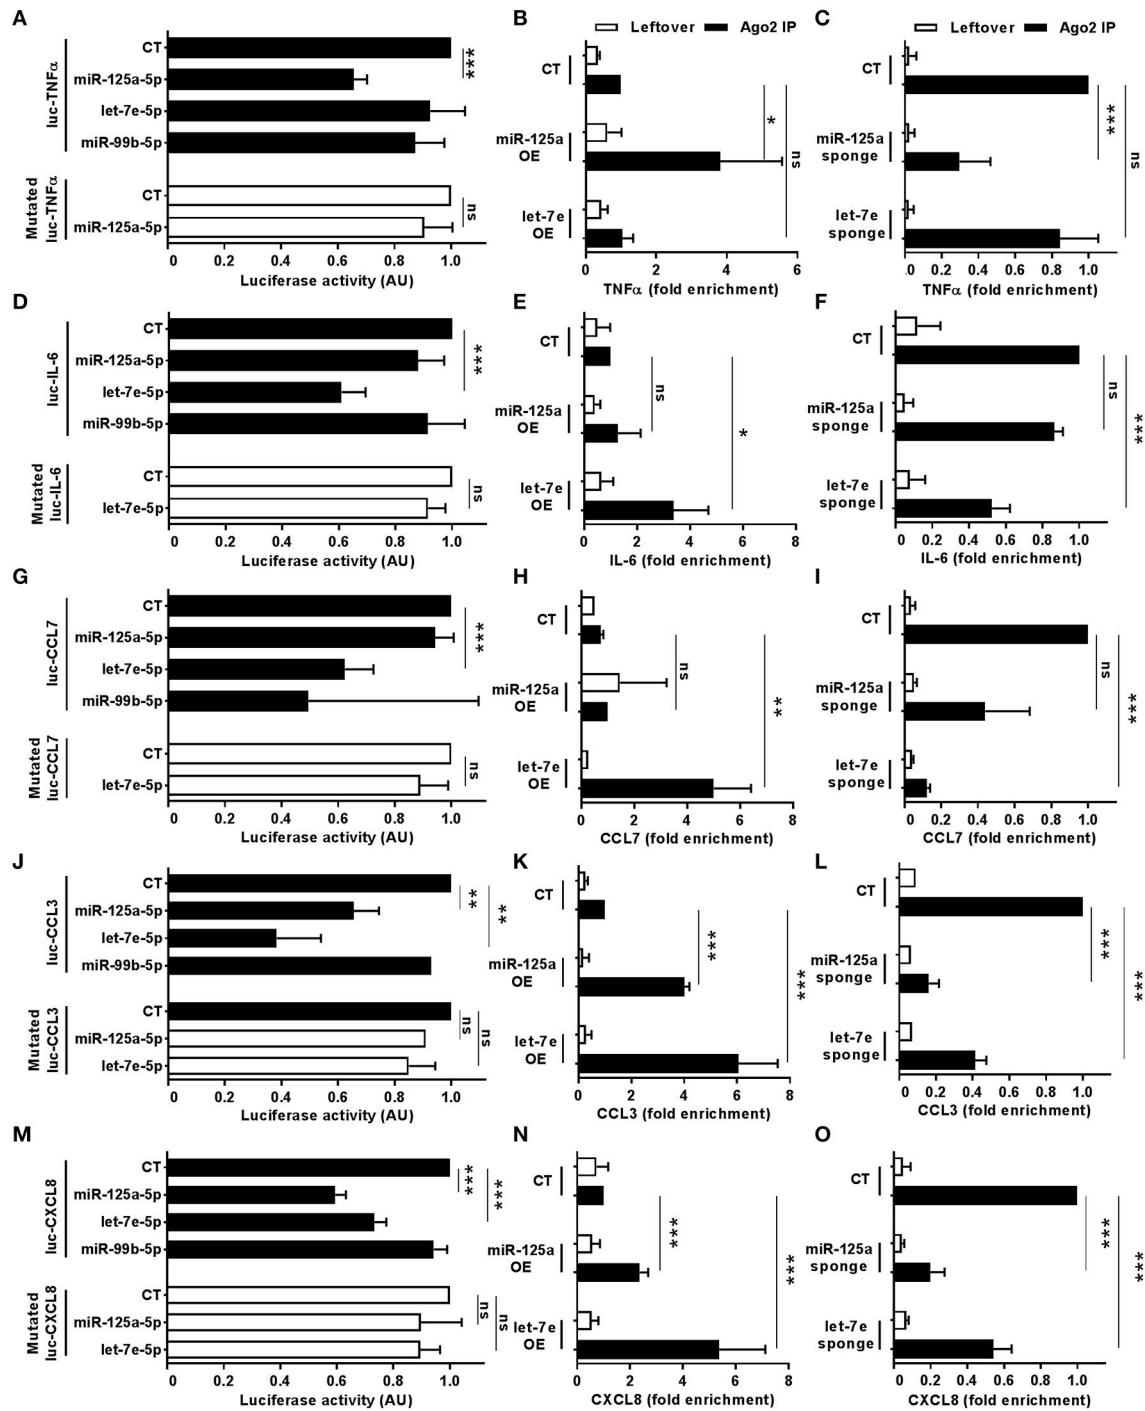 A
luc-TNFα
CT
miR-125a-5p
let-7e-5p
miR-99b-5p
***
Mutated
luc-TNFα
CT
miR-125a-5p
ns
0 0.2 0.4 0.6 0.8 1.0
Luciferase activity (AU)
B
Leftover Ago2 IP
CT
miR-125a
OE
let-7e
OE
*
ns
0 2 4 6
TNFα (fold enrichment)
C
Leftover Ago2 IP
CT
miR-125a
sponge
let-7e
sponge
***
ns
0 0.2 0.4 0.6 0.8 1.0
TNFα (fold enrichment)
D
luc-IL-6
CT
miR-125a-5p
let-7e-5p
miR-99b-5p
***
Mutated
luc-IL-6
CT
let-7e-5p
ns
0 0.2 0.4 0.6 0.8 1.0
Luciferase activity (AU)
E
CT
miR-125a
OE
let-7e
OE
ns
*
0 2 4 6 8
IL-6 (fold enrichment)
F
CT
miR-125a
sponge
let-7e
sponge
ns
***
0 0.2 0.4 0.6 0.8 1.0
IL-6 (fold enrichment)
G
luc-CCL7
CT
miR-125a-5p
let-7e-5p
miR-99b-5p
***
Mutated
luc-CCL7
CT
let-7e-5p
ns
0 0.2 0.4 0.6 0.8 1.0
Luciferase activity (AU)
H
CT
miR-125a
OE
let-7e
OE
ns
**
0 2 4 6 8
CCL7 (fold enrichment)
I
CT
miR-125a
sponge
let-7e
sponge
ns
***
0 0.2 0.4 0.6 0.8 1.0
CCL7 (fold enrichment)
J
luc-CCL3
CT
miR-125a-5p
let-7e-5p
miR-99b-5p
**
**
Mutated
luc-CCL3
CT
miR-125a-5p
let-7e-5p
ns
ns
0 0.2 0.4 0.6 0.8 1.0
Luciferase activity (AU)
K
CT
miR-125a
OE
let-7e
OE
***
***
0 2 4 6 8
CCL3 (fold enrichment)
L
CT
miR-125a
sponge
let-7e
sponge
***
***
0 0.2 0.4 0.6 0.8 1.0
CCL3 (fold enrichment)
M
luc-CXCL8
CT
miR-125a-5p
let-7e-5p
miR-99b-5p
***
***
Mutated
luc-CXCL8
CT
miR-125a-5p
let-7e-5p
ns
ns
0 0.2 0.4 0.6 0.8 1.0
Luciferase activity (AU)
N
CT
miR-125a
OE
let-7e
OE
***
***
0 2 4 6 8
CXCL8 (fold enrichment)
O
CT
miR-125a
sponge
let-7e
sponge
***
***
0 0.2 0.4 0.6 0.8 1.0
CXCL8 (fold enrichment)